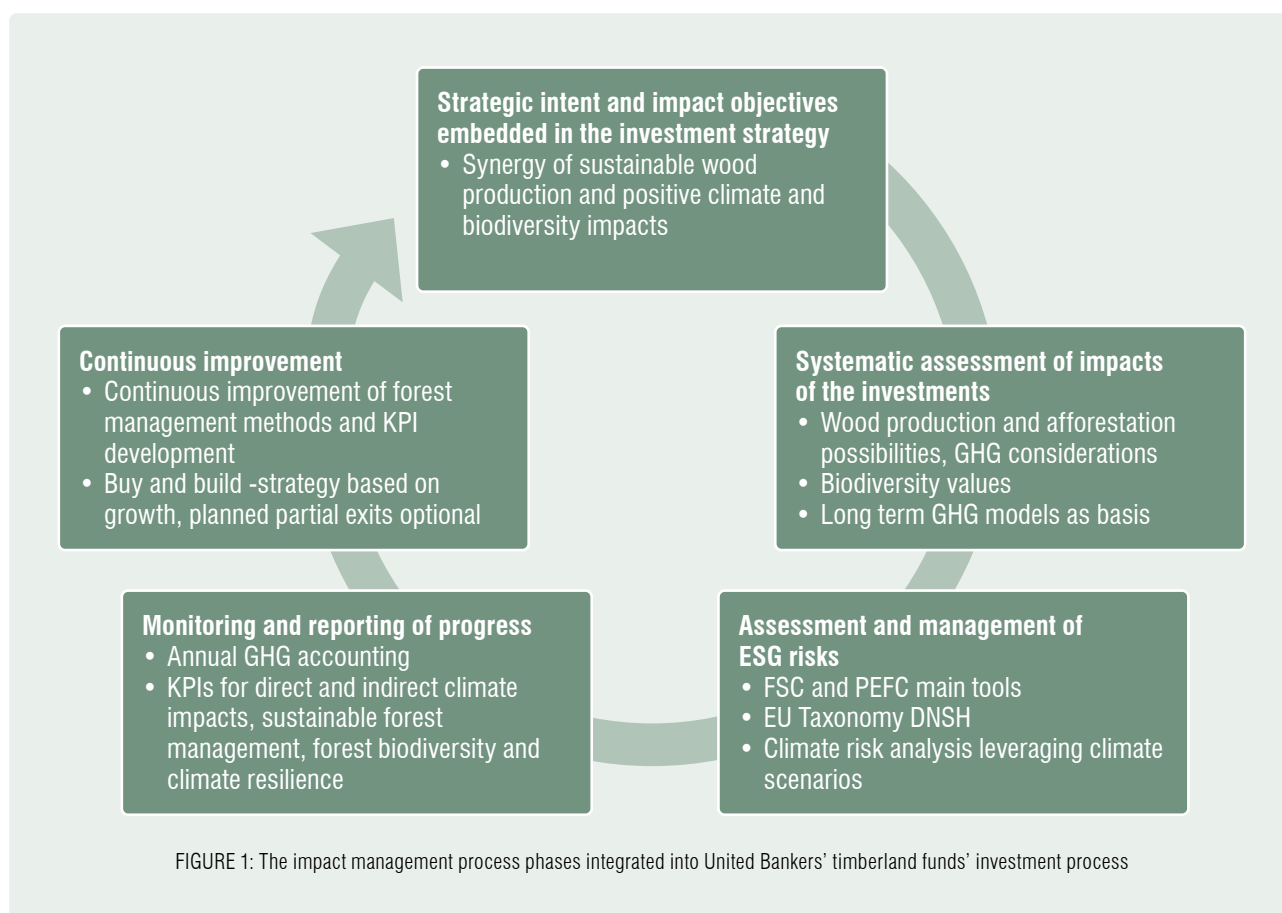 Strategic intent and impact objectives
embedded in the investment strategy
• Synergy of sustainable wood
production and positive climate and
biodiversity impacts
Systematic assessment of impacts
of the investments
• Wood production and afforestation
possibilities, GHG considerations
• Biodiversity values
• Long term GHG models as basis
Assessment and management of
ESG risks
• FSC and PEFC main tools
• EU Taxonomy DNSH
• Climate risk analysis leveraging climate
scenarios
Monitoring and reporting of progress
• Annual GHG accounting
• KPIs for direct and indirect climate
impacts, sustainable forest
management, forest biodiversity and
climate resilience
Continuous improvement
• Continuous improvement of forest
management methods and KPI
development
• Buy and build -strategy based on
growth, planned partial exits optional
FIGURE 1: The impact management process phases integrated into United Bankers’ timberland funds’ investment process